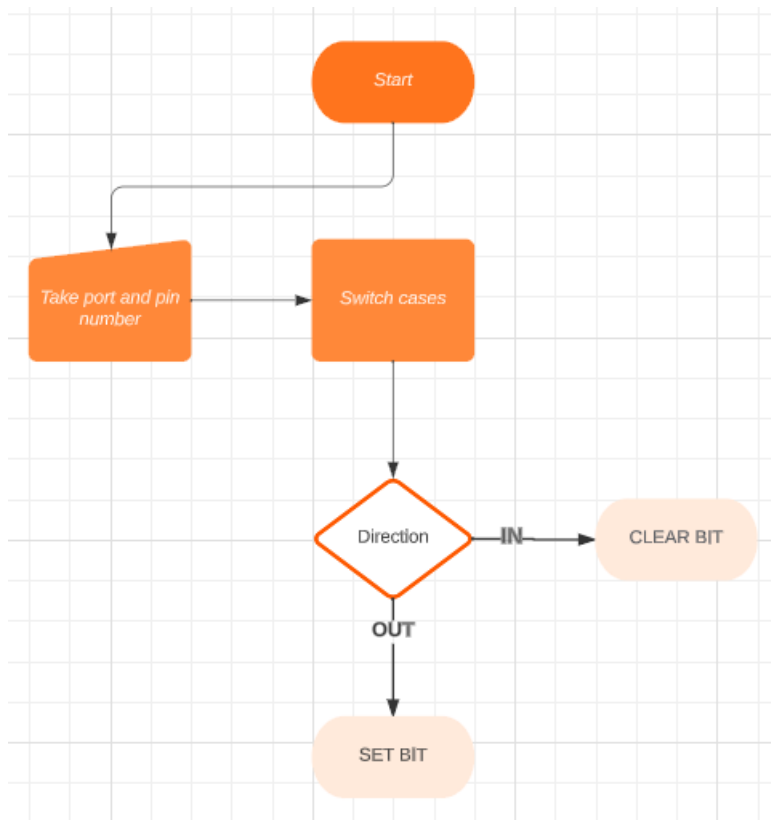 Start
Take port and pin
number
Switch cases
Direction
IN
CLEAR BIT
OUT
SET BIT